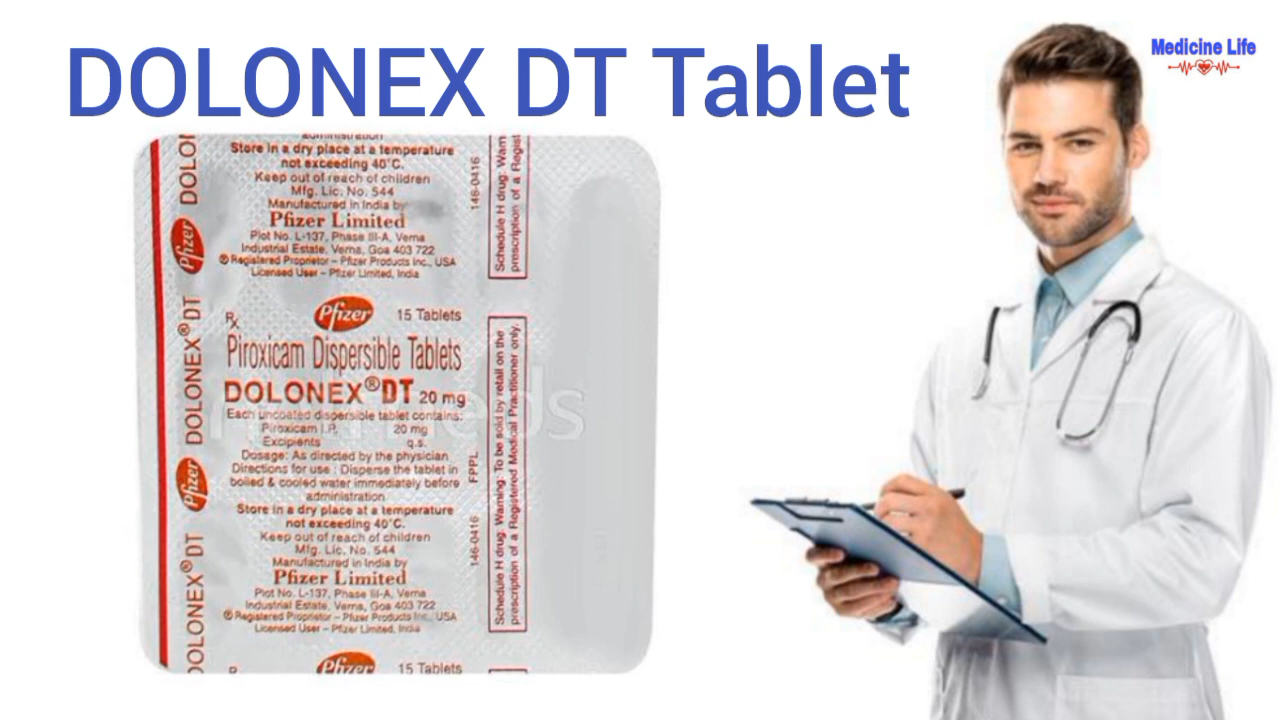 DOLONEX DT Tablet
Medicine Life
administration
Store in a dry place at a temperature
not exceeding 40°C.
Keep out of reach of children
Mfg. Lic. No. 544
Manufactured in India by
Pfizer Limited
Plot No. L-137, Phase III-A, Verna
Industrial Estate, Verna, Goa 403 722
® Registered Proprietor – Pfizer Products Inc., USA
Licensed User – Pfizer Limited, India
Pfizer
15 Tablets
Rx
Piroxicam Dispersible Tablets
DOLONEX® DT 20 mg
Each uncoated dispersible tablet contains:
Piroxicam I.P. 20 mg
Excipients q.s.
Dosage: As directed by the physician
Directions for use : Disperse the tablet in
boiled & cooled water immediately before
administration
Store in a dry place at a temperature
not exceeding 40°C.
Keep out of reach of children
Mfg. Lic. No. 544
Manufactured in India by
Pfizer Limited
Plot No. L-137, Phase III-A, Verna
Industrial Estate, Verna, Goa 403 722
® Registered Proprietor – Pfizer Products Inc., USA
Licensed User – Pfizer Limited, India
Pfizer
15 Tablets
DOLO
Pfizer
DOLONEX® DT
Pfizer
DOLONEX® DT
146-0416
FPPL
146-0416
Schedule H drug: Warn
prescription of a Regist
Schedule H drug: Warning: To be sold by retail on the
prescription of a Registered Medical Practitioner only.